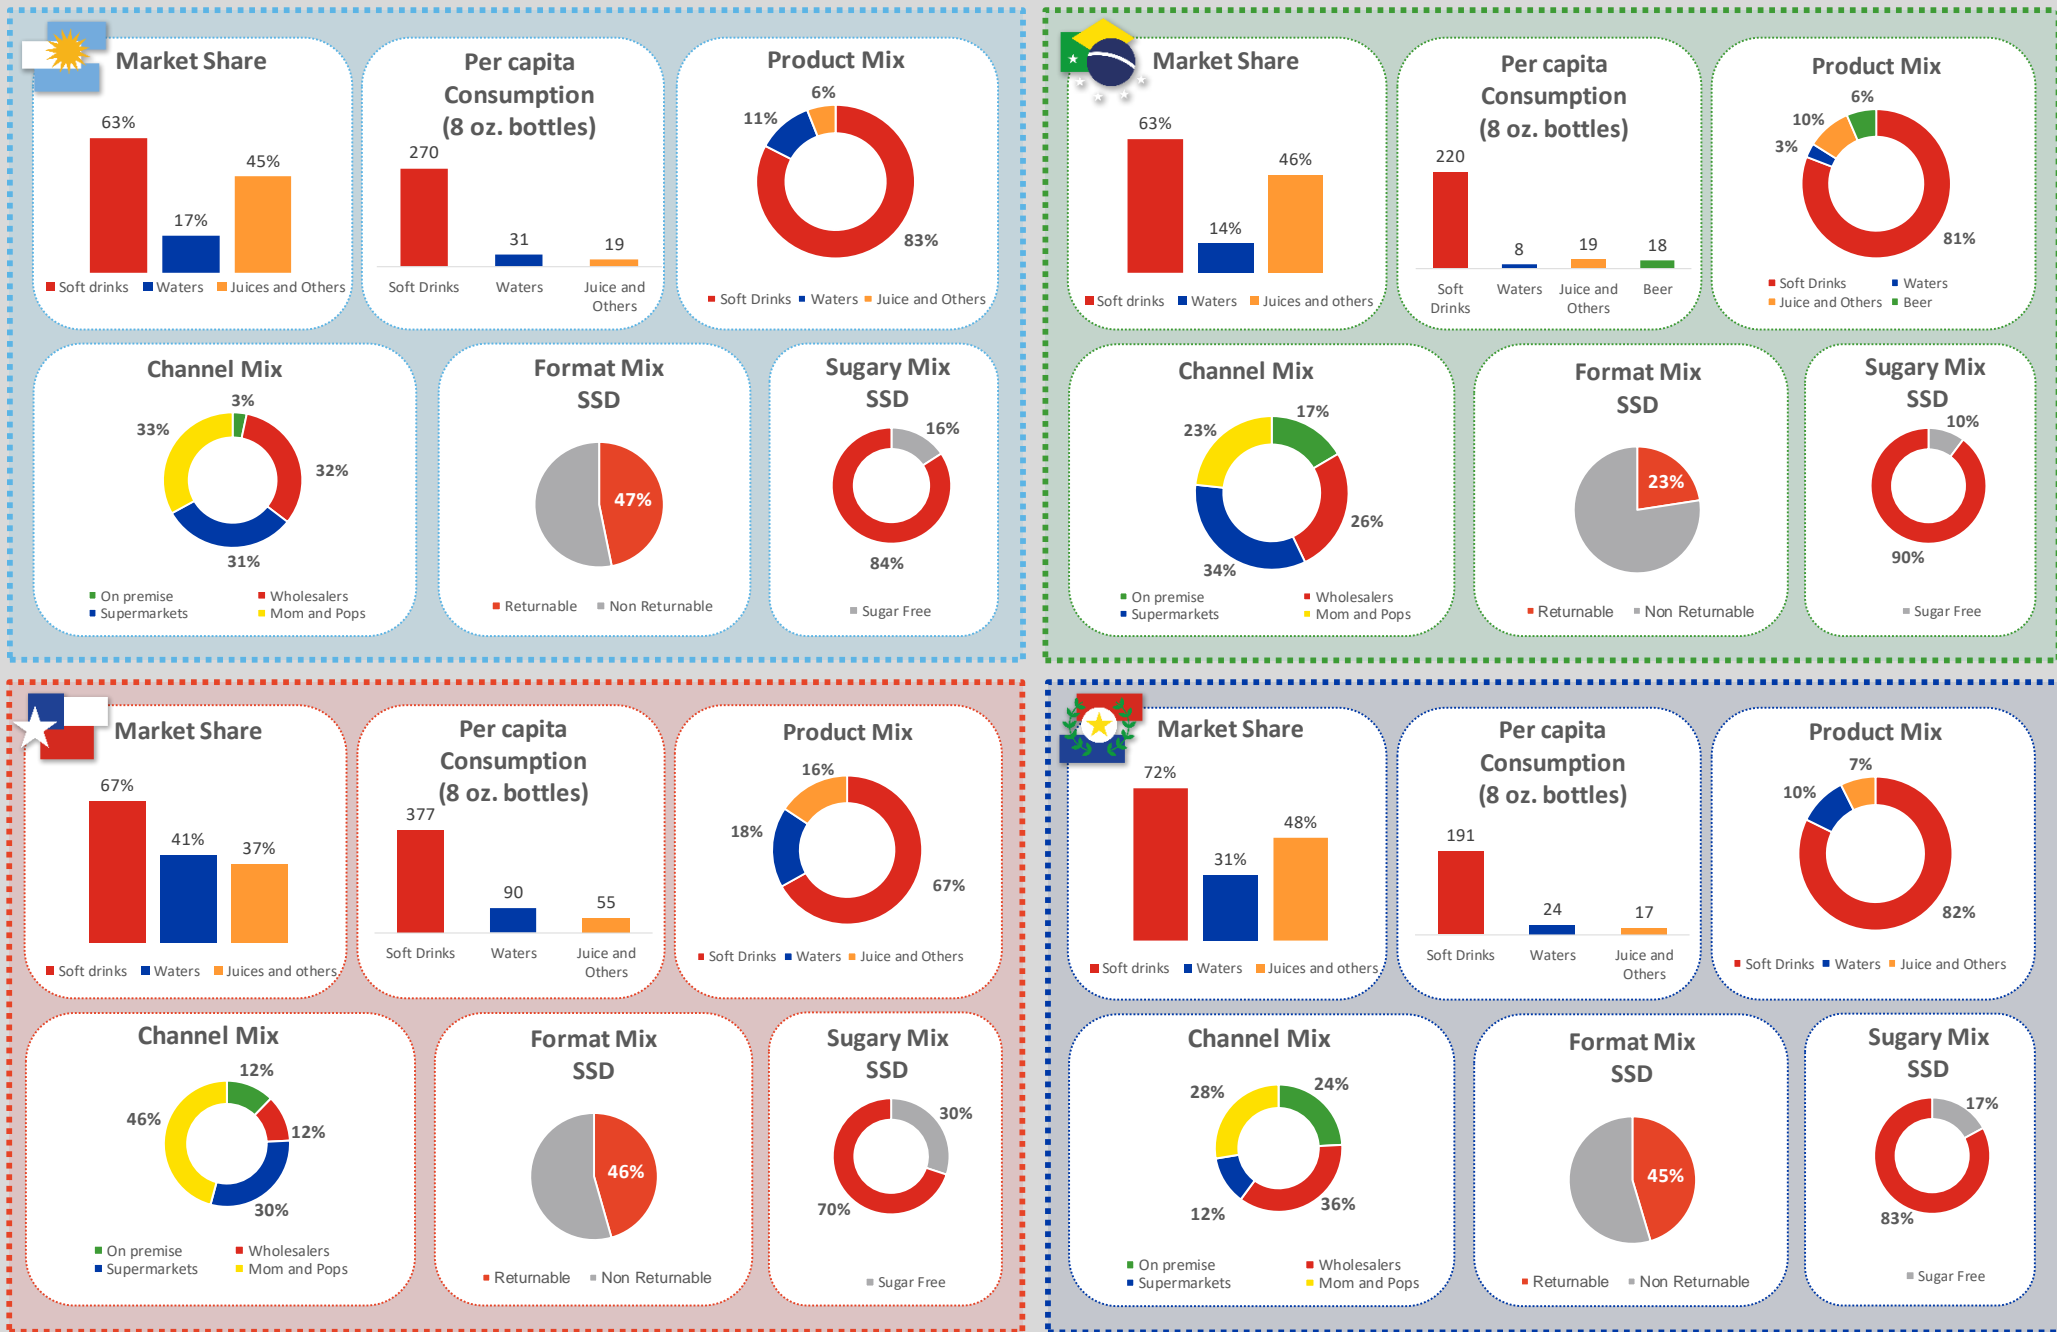 Market Share
63%
17%
45%
Soft drinks Waters Juices and Others
Per capita
Consumption
(8 oz. bottles)
270
31
19
Soft Drinks Waters Juice and
Others
Product Mix
6%
11%
83%
Soft Drinks Waters Juice and Others
Channel Mix
3%
33%
32%
31%
On premise Wholesalers
Supermarkets Mom and Pops
Format Mix
SSD
47%
Returnable Non Returnable
Sugary Mix
SSD
16%
84%
Sugar Free
Market Share
63%
14%
46%
Soft drinks Waters Juices and others
Per capita
Consumption
(8 oz. bottles)
220
8
19
18
Soft Waters Juice and Beer
Drinks Others
Product Mix
6%
10%
3%
81%
Soft Drinks Waters
Juice and Others Beer
Channel Mix
17%
23%
26%
34%
On premise Wholesalers
Supermarkets Mom and Pops
Format Mix
SSD
23%
Returnable Non Returnable
Sugary Mix
SSD
10%
90%
Sugar Free
Market Share
67%
41%
37%
Soft drinks Waters Juices and others
Per capita
Consumption
(8 oz. bottles)
377
90
55
Soft Drinks Waters Juice and
Others
Product Mix
16%
18%
67%
Soft Drinks Waters Juice and Others
Channel Mix
12%
46%
12%
30%
On premise Wholesalers
Supermarkets Mom and Pops
Format Mix
SSD
46%
Returnable Non Returnable
Sugary Mix
SSD
30%
70%
Sugar Free
Market Share
72%
31%
48%
Soft drinks Waters Juices and others
Per capita
Consumption
(8 oz. bottles)
191
24
17
Soft Drinks Waters Juice and
Others
Product Mix
7%
10%
82%
Soft Drinks Waters Juice and Others
Channel Mix
24%
28%
36%
12%
On premise Wholesalers
Supermarkets Mom and Pops
Format Mix
SSD
45%
Returnable Non Returnable
Sugary Mix
SSD
17%
83%
Sugar Free